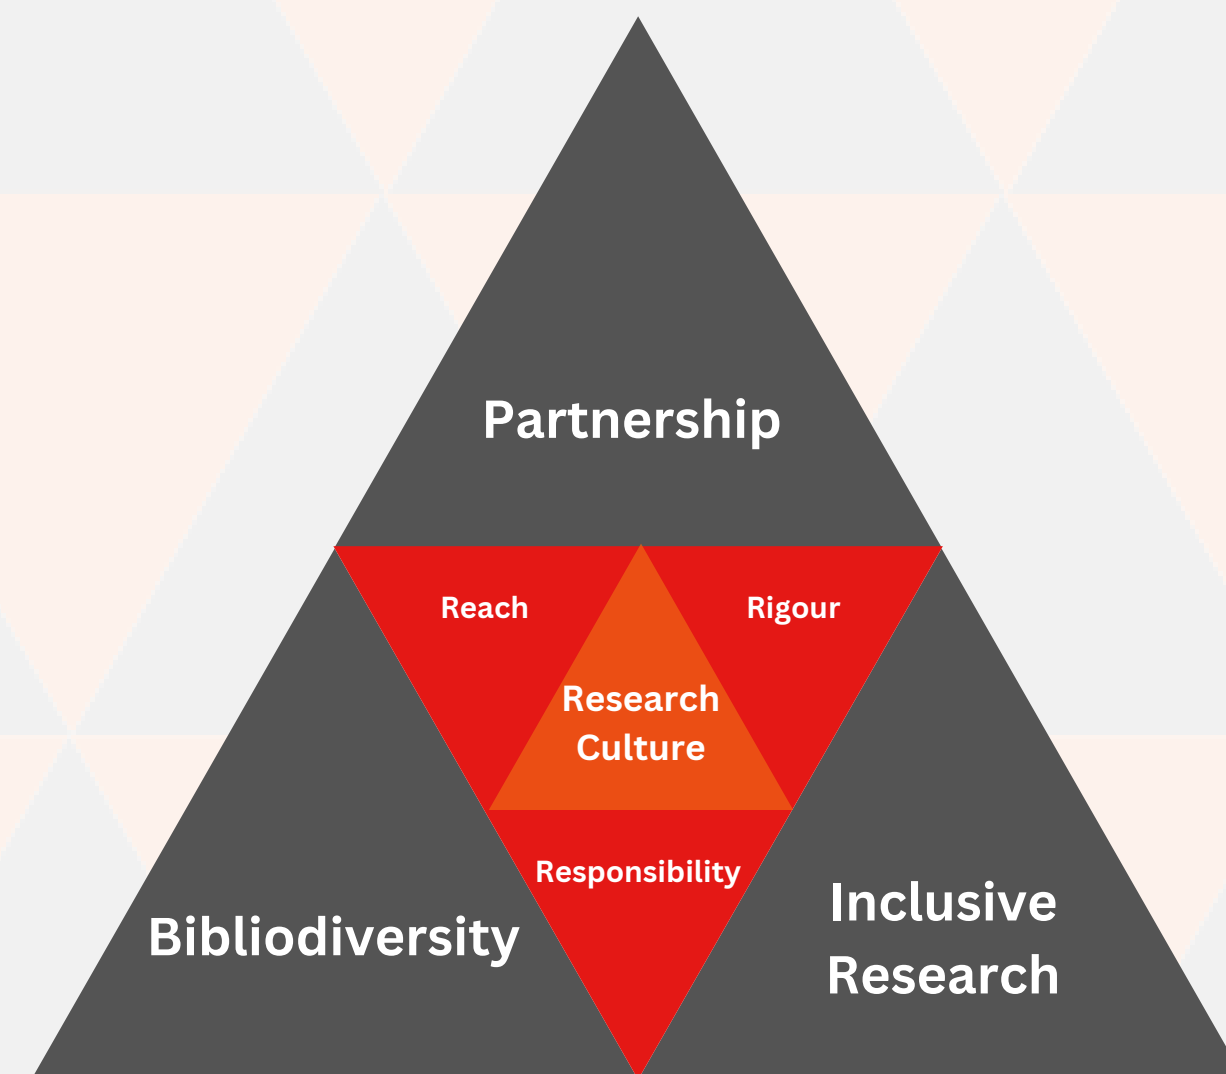 Partnership
Reach
Rigour
Research
Culture
Responsibility
Bibliodiversity
Inclusive
Research